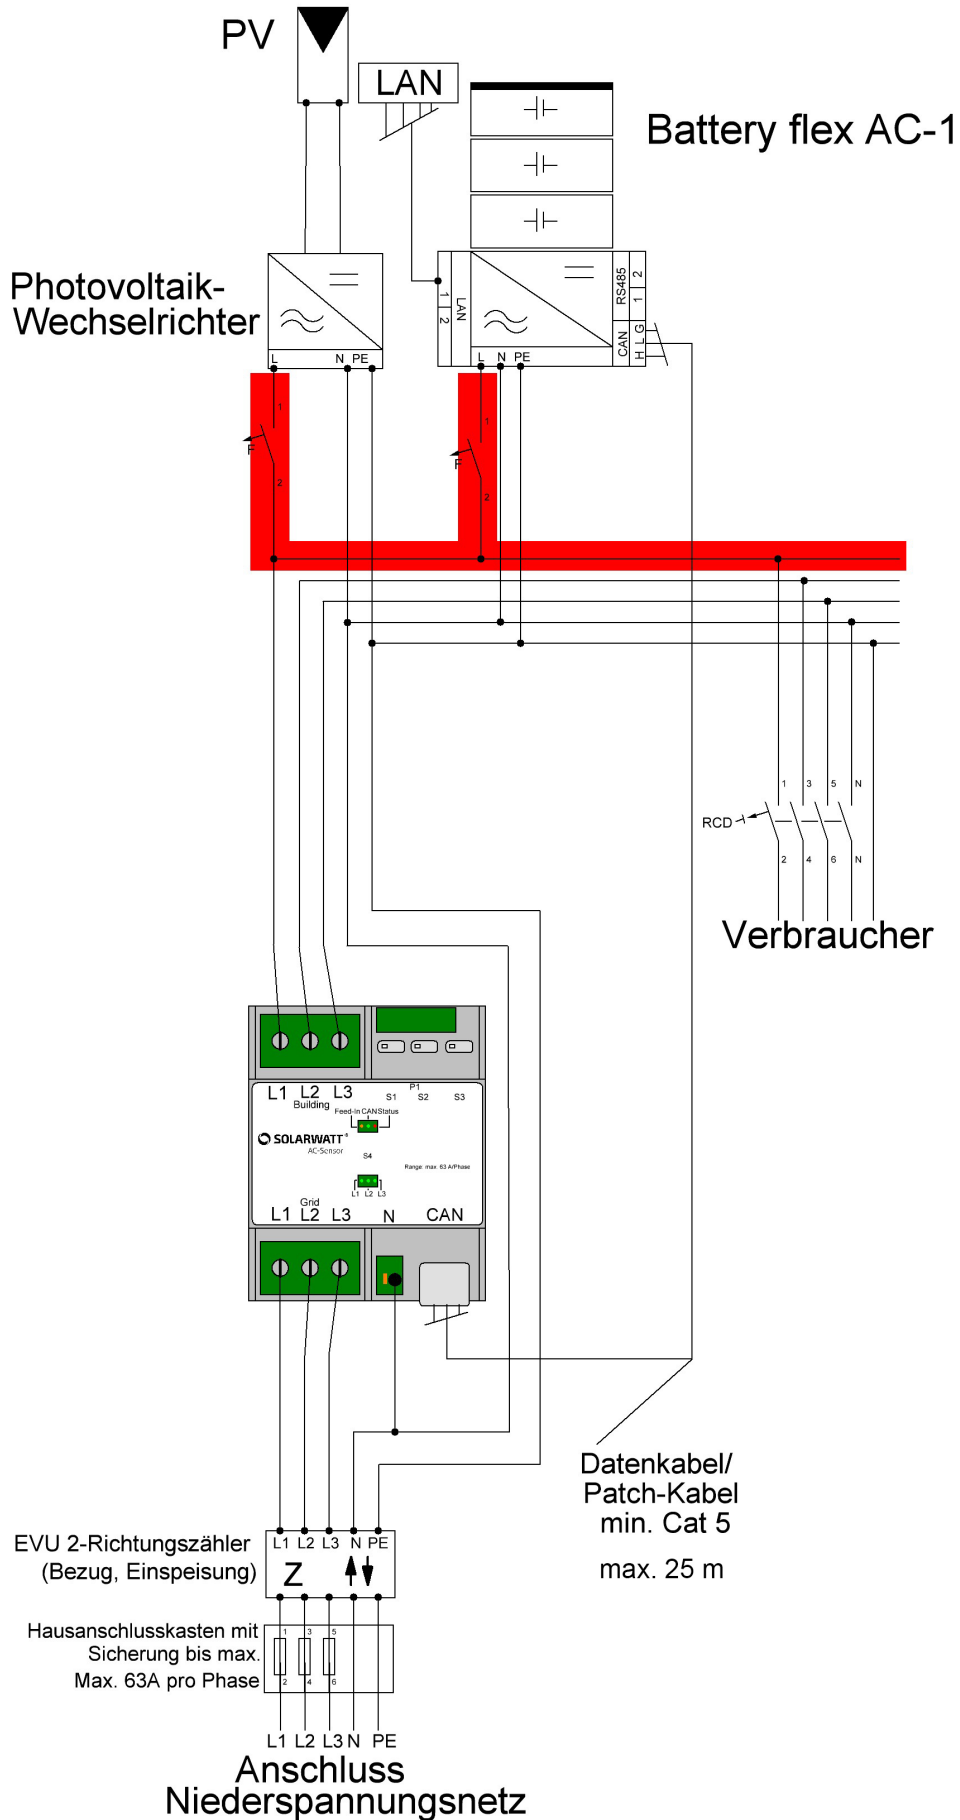 PV
LAN
Battery flex AC-1
Photovoltaik-
Wechselrichter
L N PE
1 2
LAN
RS485
1 2
CAN
H L G
L N PE
1
F
2
1
F
2
1 3 5 N
RCD
2 4 6 N
Verbraucher
L1 L2 L3
Building
P1
S1 S2 S3
Feed-In CAN Status
SOLARWATT®
AC-Sensor
S4
Range: max. 63 A/Phase
L1 L2 L3
Grid
L1 L2 L3 N CAN
Datenkabel/
Patch-Kabel
min. Cat 5
max. 25 m
EVU 2-Richtungszähler
(Bezug, Einspeisung)
L1 L2 L3 N PE
Z
Hausanschlusskasten mit
Sicherung bis max.
Max. 63A pro Phase
1 3 5
2 4 6
L1 L2 L3 N PE
Anschluss
Niederspannungsnetz